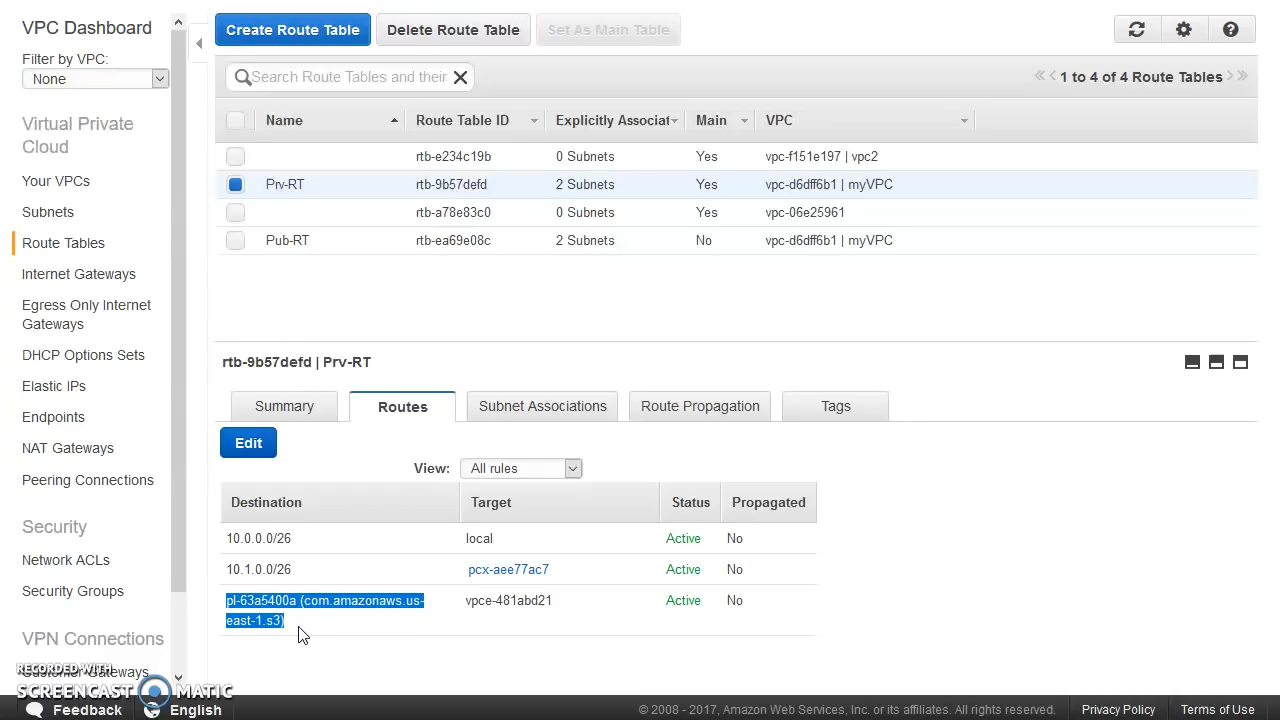 VPC Dashboard
Filter by VPC:
None
Virtual Private
Cloud
Your VPCs
Subnets
Route Tables
Internet Gateways
Egress Only Internet
Gateways
DHCP Options Sets
Elastic IPs
Endpoints
NAT Gateways
Peering Connections
Security
Network ACLs
Security Groups
VPN Connections
Customer Gateways
Create Route Table Delete Route Table Set As Main Table
Search Route Tables and their 1 to 4 of 4 Route Tables
Name Route Table ID Explicitly Associat Main VPC
rtb-e234c19b 0 Subnets Yes vpc-f151e197 | vpc2
Prv-RT rtb-9b57defd 2 Subnets Yes vpc-d6dff6b1 | myVPC
rtb-a78e83c0 0 Subnets Yes vpc-06e25961
Pub-RT rtb-ea69e08c 2 Subnets No vpc-d6dff6b1 | myVPC
rtb-9b57defd | Prv-RT
Summary Routes Subnet Associations Route Propagation Tags
Edit
View: All rules
Destination Target Status Propagated
10.0.0.0/26 local Active No
10.1.0.0/26 pcx-aee77ac7 Active No
pl-63a5400a (com.amazonaws.us- vpce-481abd21 Active No
east-1.s3)
RECORDED WITH
SCREENCAST MATIC
Feedback English © 2008 - 2017, Amazon Web Services, Inc. or its affiliates. All rights reserved. Privacy Policy Terms of Use